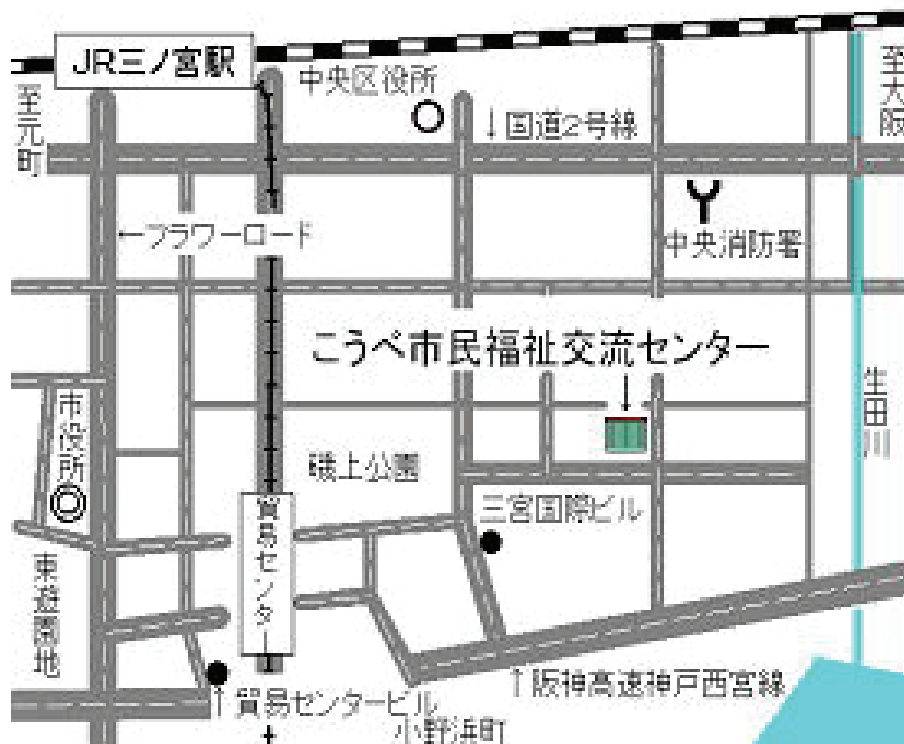 JR三ノ宮駅
中央区役所
至大阪
至元町
↓国道2号線
←フラワーロード
中央消防署
こうべ市民福祉交流センター
↓
生田川
市役所
磯上公園
三宮国際ビル
貿易センター
東遊園地
↑阪神高速神戸西宮線
↑貿易センタービル
小野浜町